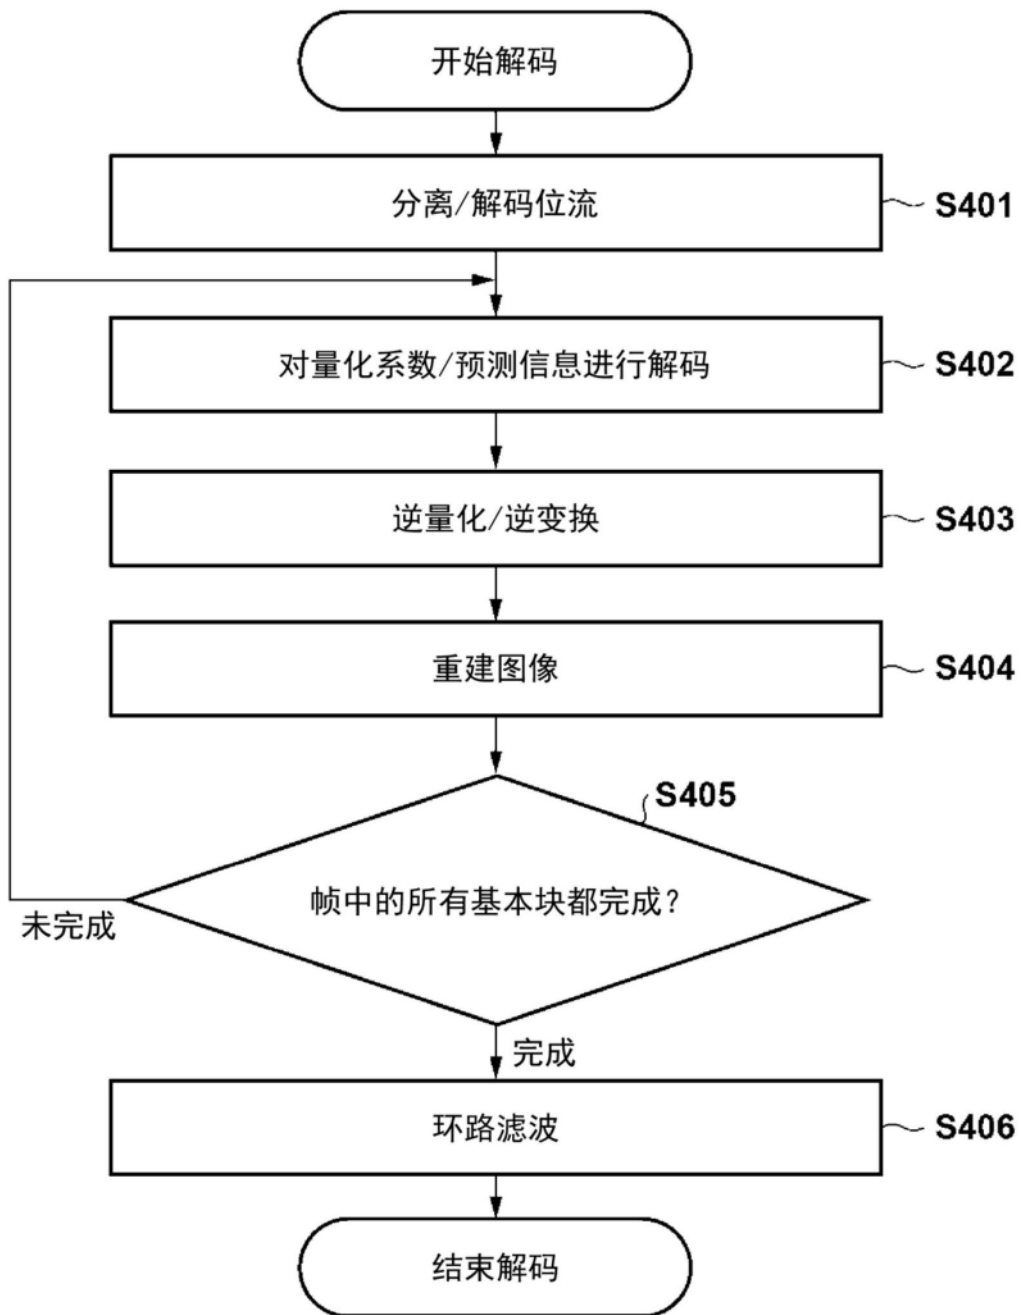 开始解码
分离/解码位流
S401
对量化系数/预测信息进行解码
S402
逆量化/逆变换
S403
重建图像
S404
S405
帧中的所有基本块都完成?
未完成
完成
环路滤波
S406
结束解码